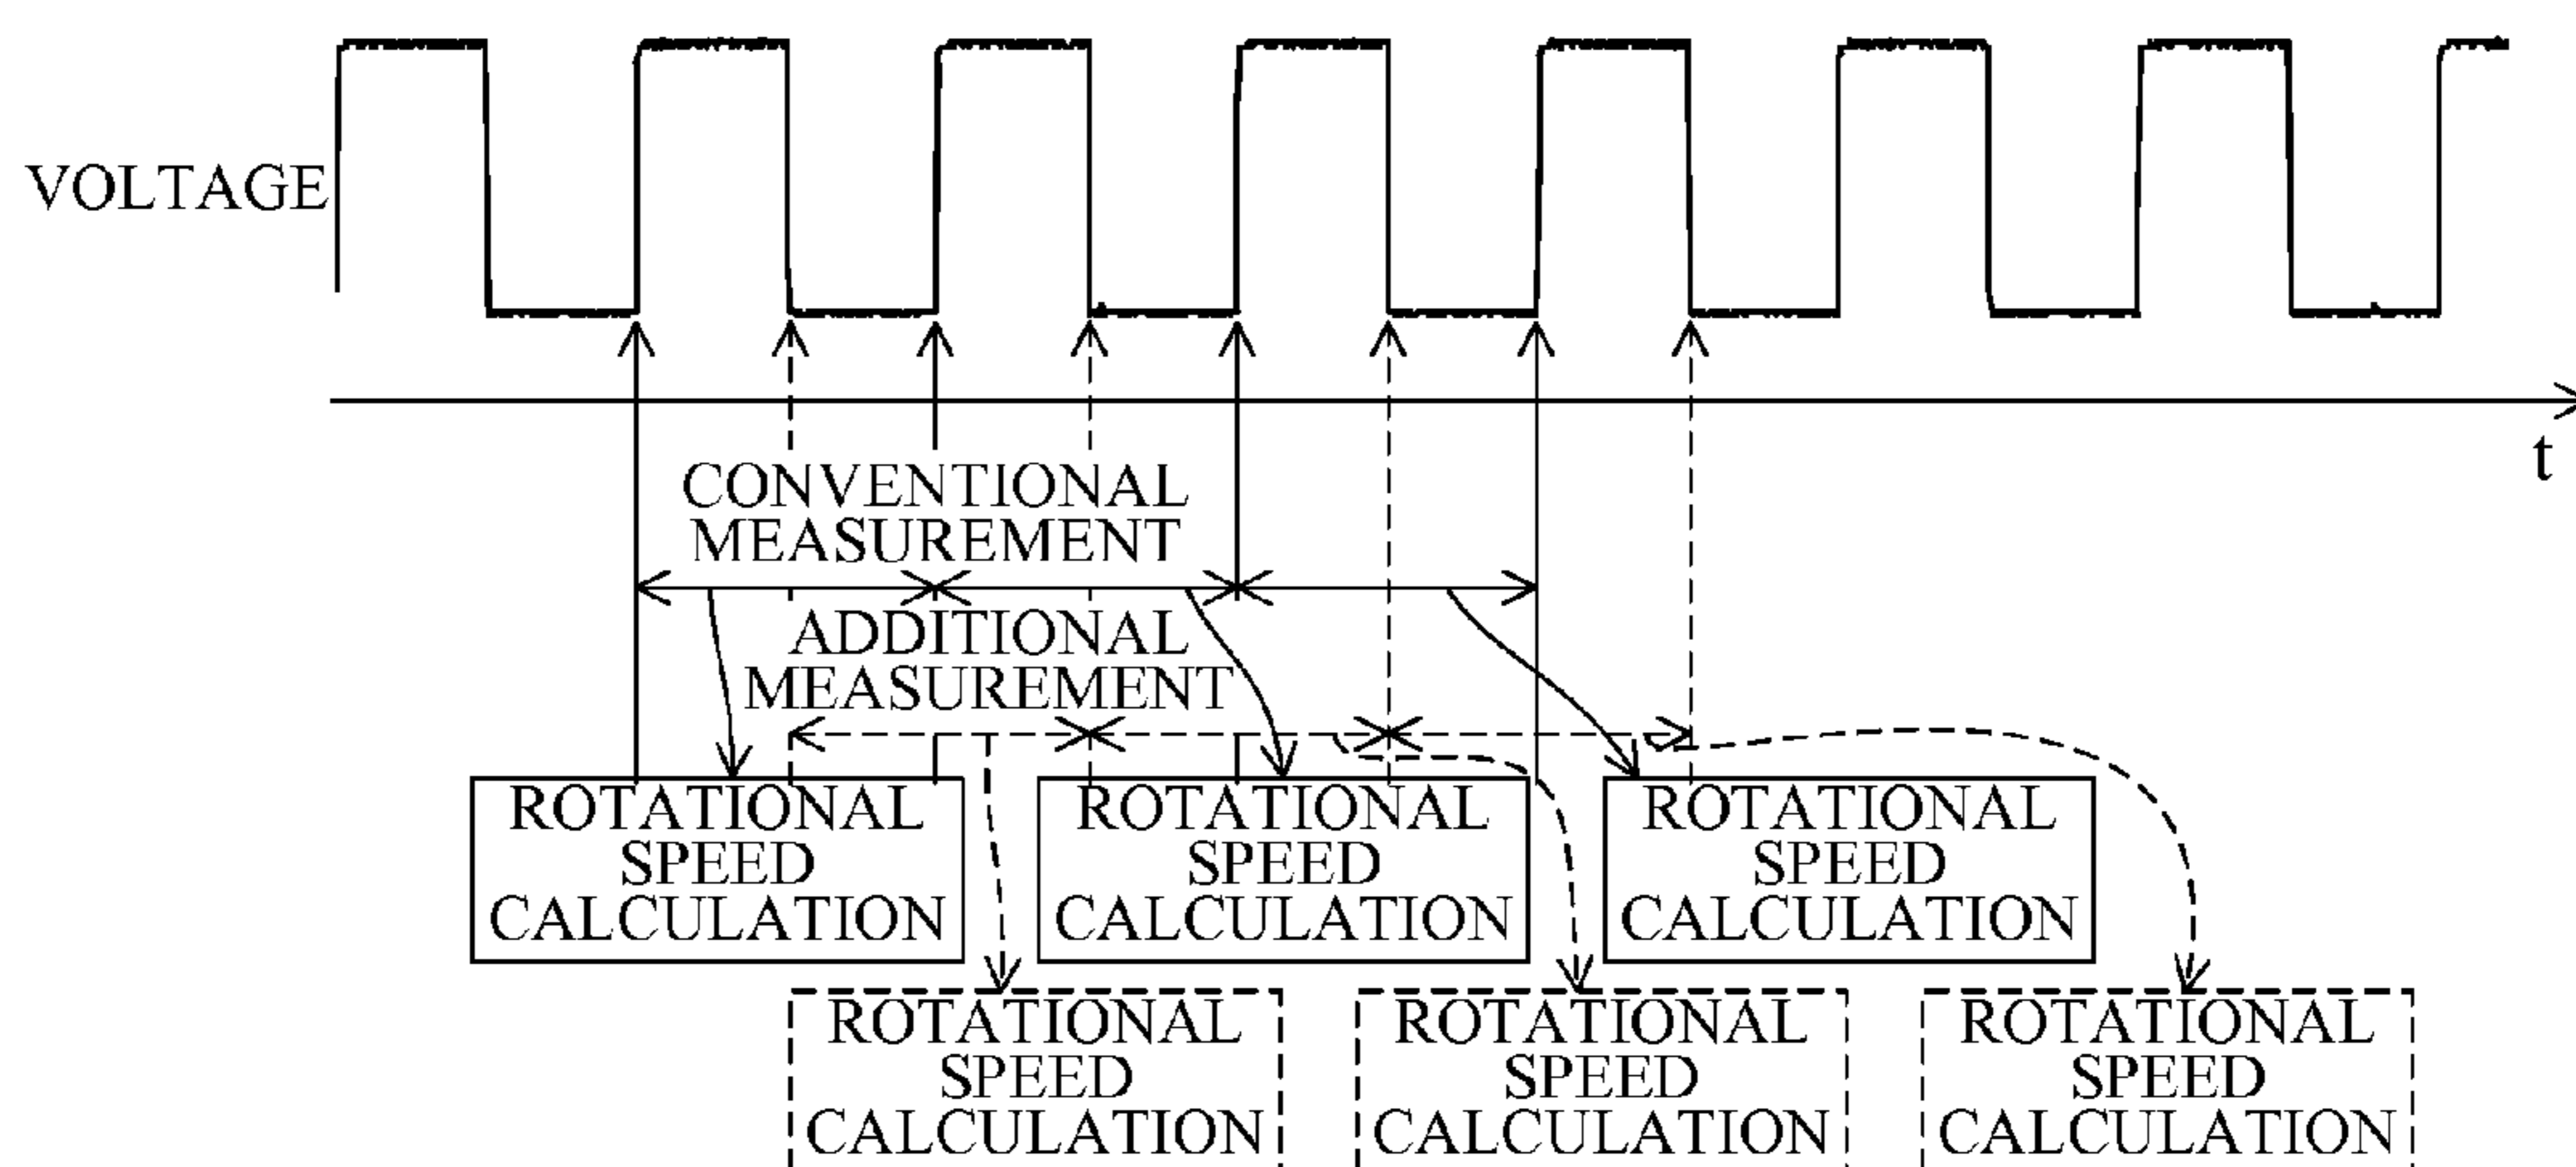 VOLTAGE
t
CONVENTIONAL
MEASUREMENT
ADDITIONAL
MEASUREMENT
ROTATIONAL
SPEED
CALCULATION
ROTATIONAL
SPEED
CALCULATION
ROTATIONAL
SPEED
CALCULATION
ROTATIONAL
SPEED
CALCULATION
ROTATIONAL
SPEED
CALCULATION
ROTATIONAL
SPEED
CALCULATION